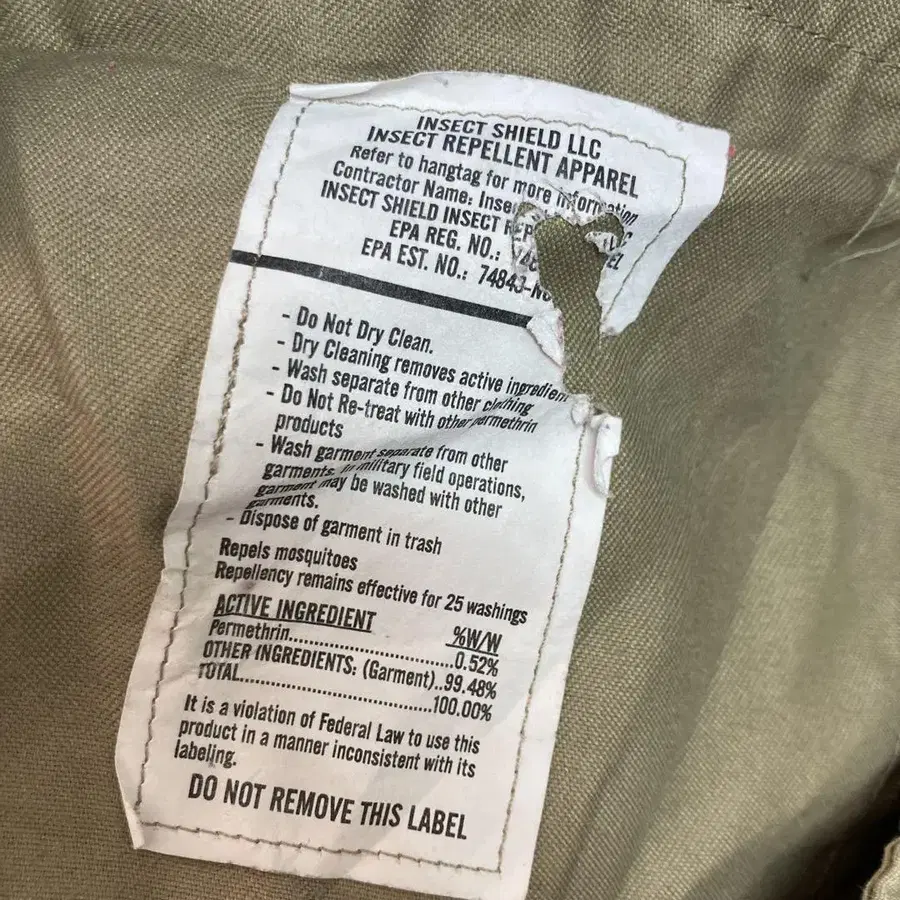 INSECT SHIELD LLC
INSECT REPELLENT APPAREL
Refer to hangtag for more information
Contractor Name:
INSECT SHIELD INSECT
EPA REG. NO.:
EPA EST. NO.:
- Do Not Dry Clean.
- Dry Cleaning removes active
- Wash separate from other clothing
- Do Not Re-treat with other permethrin
products
- Wash garment separate from other
garments. In military field operations,
garment may be washed with other
garments.
- Dispose of garment in trash
Repels mosquitoes
Repellency remains effective for 25 washings
ACTIVE INGREDIENT %W/W
Permethrin..............................0.52%
OTHER INGREDIENTS: (Garment)..99.48%
TOTAL...................................100.00%
It is a violation of Federal Law to use this
product in a manner inconsistent with its
labeling.
DO NOT REMOVE THIS LABEL